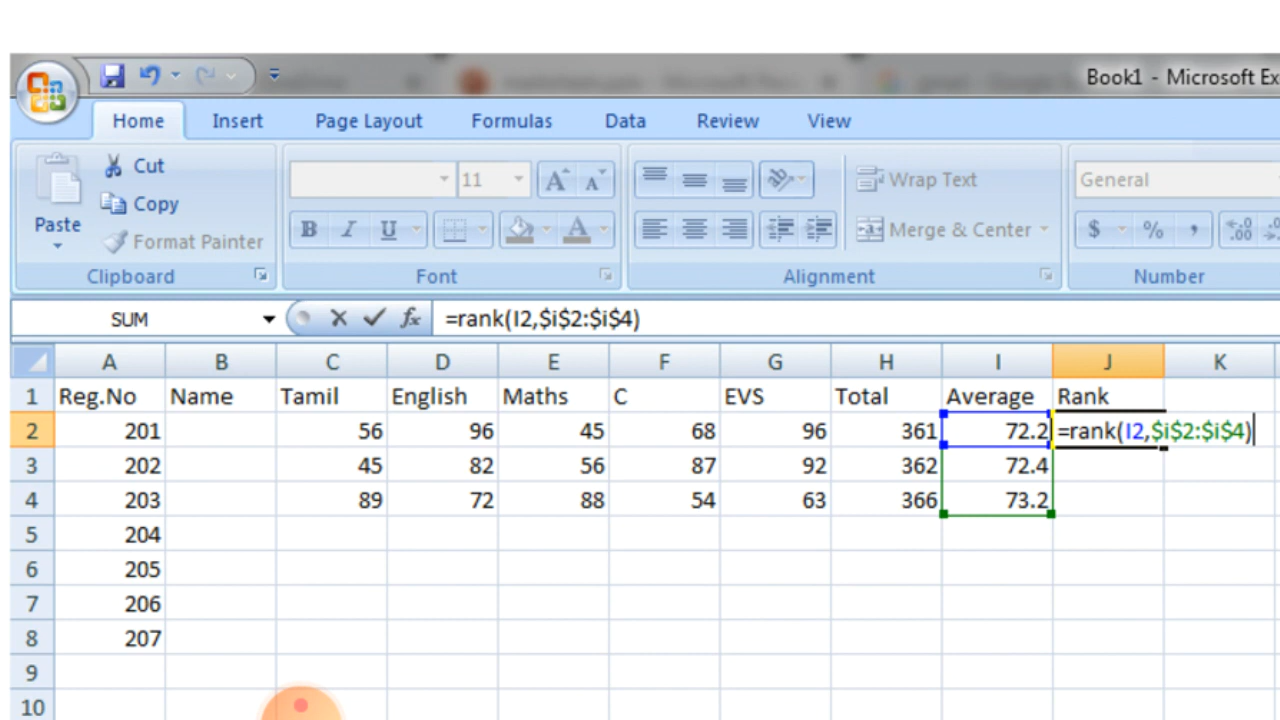 Book1 - Microsoft Ex
Home Insert Page Layout Formulas Data Review View
Cut
Copy
Format Painter
Paste
11
B I U
Wrap Text
Merge & Center
General
$ % ,
Clipboard Font Alignment Number
SUM fx =rank(I2,$i$2:$i$4)
A B C D E F G H I J K
1 Reg.No Name Tamil English Maths C EVS Total Average Rank
2 201 56 96 45 68 96 361 72.2 =rank(I2,$i$2:$i$4)
3 202 45 82 56 87 92 362 72.4
4 203 89 72 88 54 63 366 73.2
5 204
6 205
7 206
8 207
9
10